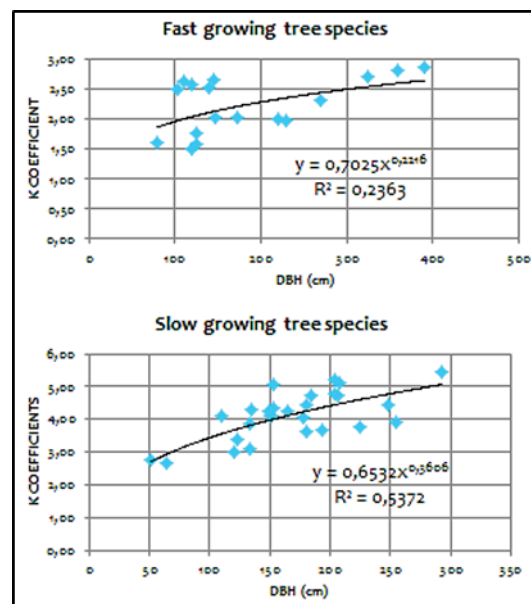 Fast growing tree species
3,00
2,50
2,00
1,50
1,00
0,50
0,00
K COEFFICIENT
y = 0,7025x^0,2216
R² = 0,2363
0 100 200 300 400 500
DBH (cm)
Slow growing tree species
6,00
5,00
4,00
3,00
2,00
1,00
0,00
K COEFFICIENTS
y = 0,6532x^0,3606
R² = 0,5372
0 50 100 150 200 250 300 350
DBH (cm)